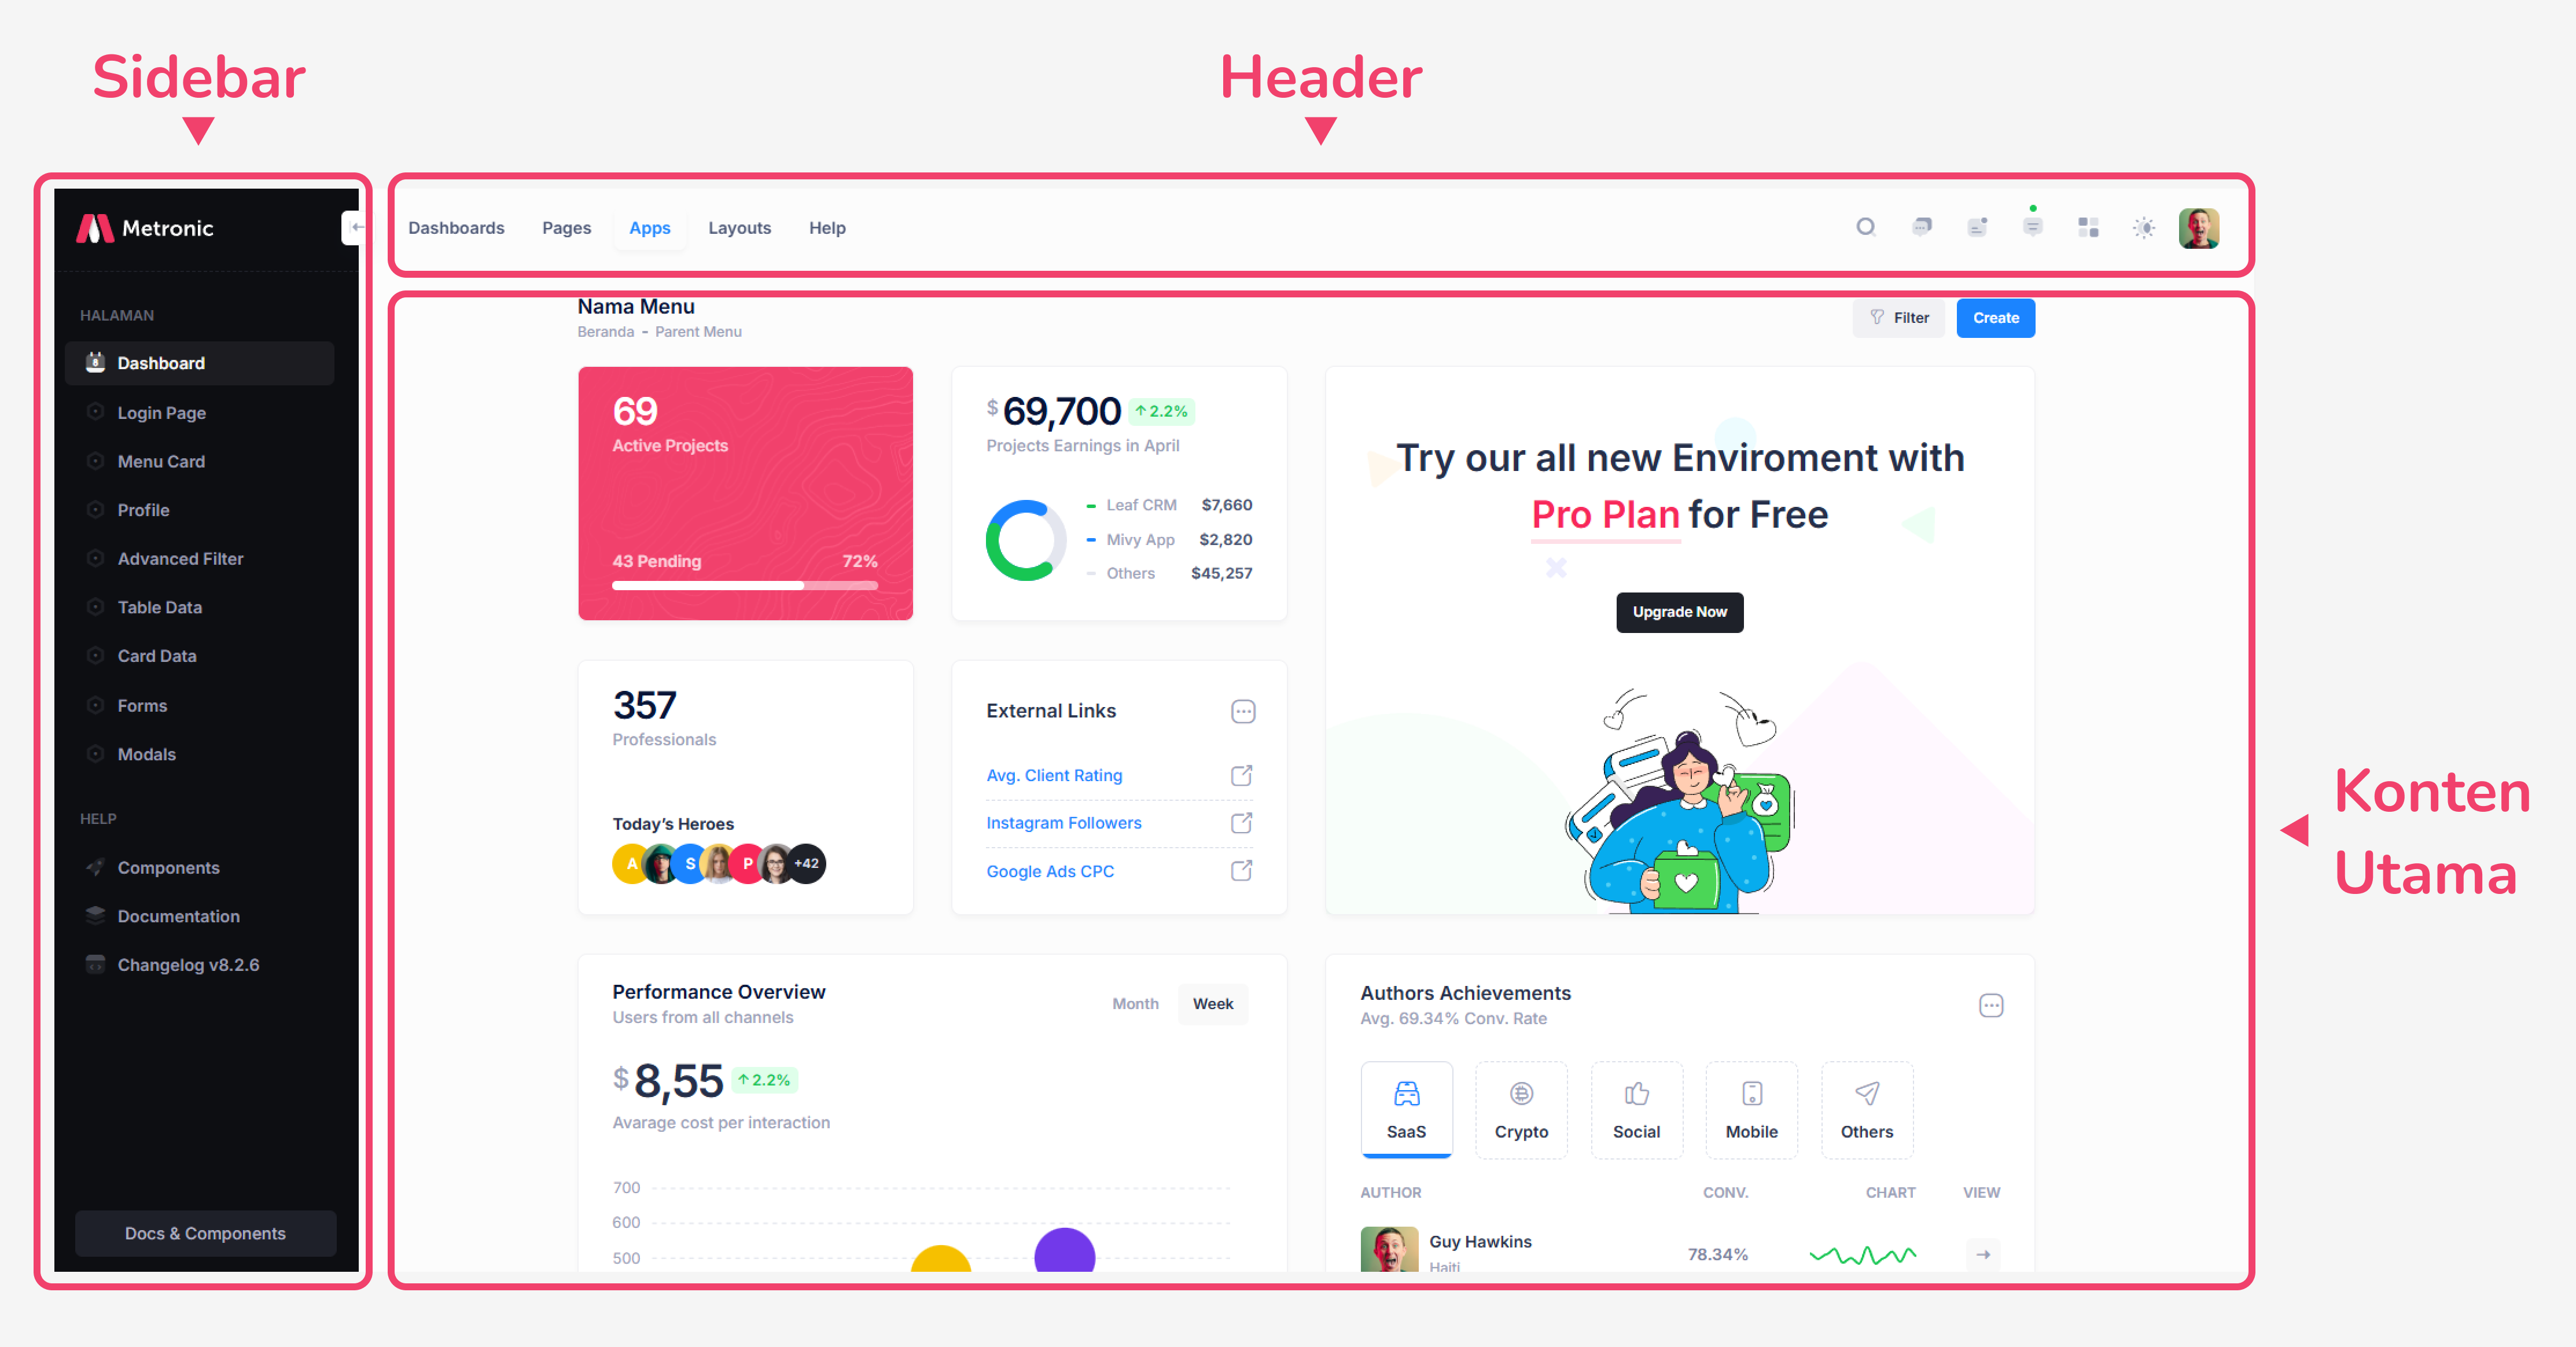 Sidebar
Header
Metronic
Dashboards Pages Apps Layouts Help
HALAMAN
8 Dashboard
Login Page
Menu Card
Profile
Advanced Filter
Table Data
Card Data
Forms
Modals
HELP
Components
Documentation
Changelog v8.2.6
Docs & Components
Nama Menu
Beranda - Parent Menu
Filter Create
69
Active Projects
43 Pending 72%
$ 69,700 2.2%
Projects Earnings in April
Leaf CRM $7,660
Mivy App $2,820
Others $45,257
Try our all new Enviroment with
Pro Plan for Free
Upgrade Now
357
Professionals
Today's Heroes
A S P +42
External Links
Avg. Client Rating
Instagram Followers
Google Ads CPC
Performance Overview
Users from all channels
Month Week
$ 8,55 2.2%
Avarage cost per interaction
700
600
500
Authors Achievements
Avg. 69.34% Conv. Rate
SaaS Crypto Social Mobile Others
AUTHOR CONV. CHART VIEW
Guy Hawkins 78.34%
Haiti
Konten
Utama